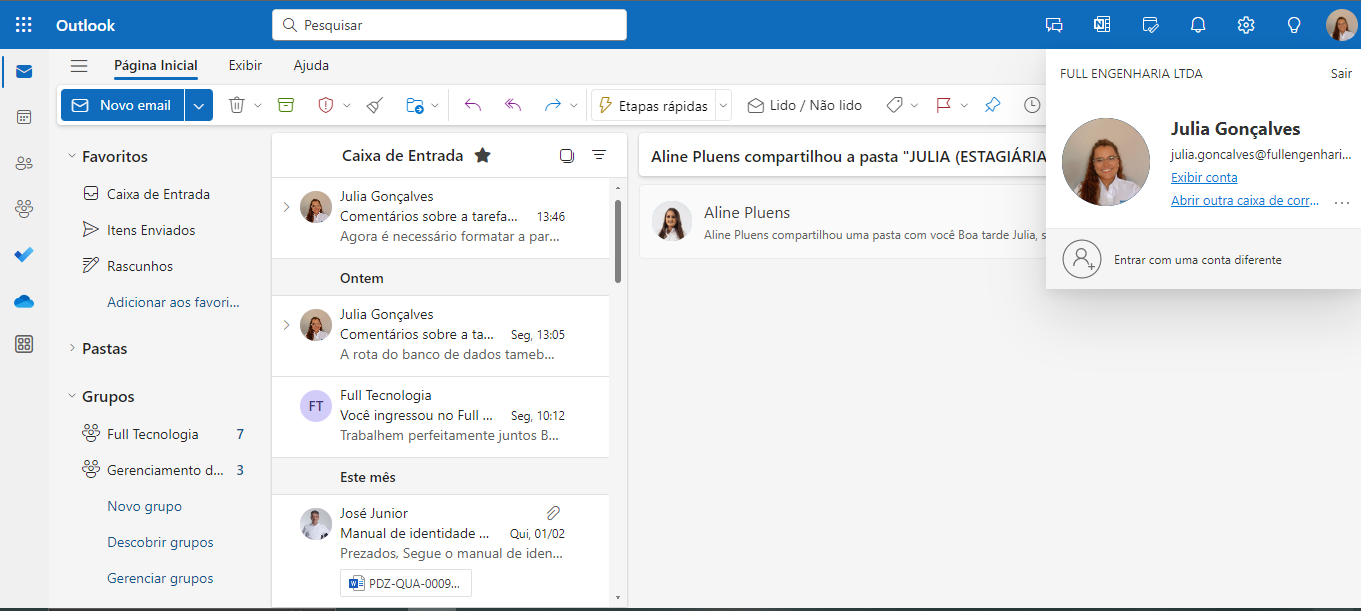 Outlook
Pesquisar
Página Inicial Exibir Ajuda
Novo email
Etapas rápidas
Lido / Não lido
Favoritos
Caixa de Entrada
Itens Enviados
Rascunhos
Adicionar aos favori...
Pastas
Grupos
Full Tecnologia 7
Gerenciamento d... 3
Novo grupo
Descobrir grupos
Gerenciar grupos
Caixa de Entrada
Julia Gonçalves
Comentários sobre a tarefa... 13:46
Agora é necessário formatar a par...
Ontem
Julia Gonçalves
Comentários sobre a ta... Seg, 13:05
A rota do banco de dados tameb...
FT
Full Tecnologia
Você ingressou no Full ... Seg, 10:12
Trabalhem perfeitamente juntos B...
Este mês
José Junior
Manual de identidade ... Qui, 01/02
Prezados, Segue o manual de iden...
PDZ-QUA-0009...
Aline Pluens compartilhou a pasta "JULIA (ESTAGIÁRIA
Aline Pluens
Aline Pluens compartilhou uma pasta com você Boa tarde Julia, s
FULL ENGENHARIA LTDA Sair
Julia Gonçalves
julia.goncalves@fullengenhari...
Exibir conta
Abrir outra caixa de corr... ...
Entrar com uma conta diferente